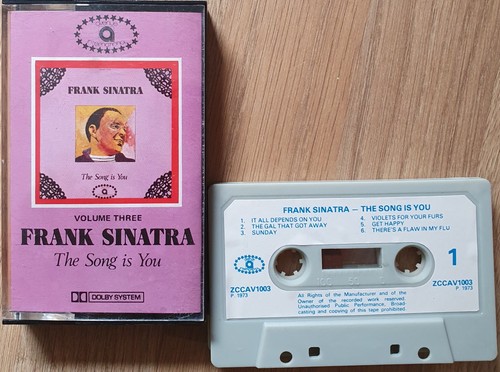 FRANK SINATRA
The Song is You
VOLUME THREE
FRANK SINATRA
The Song is You
DOLBY SYSTEM
FRANK SINATRA – THE SONG IS YOU
1. IT ALL DEPENDS ON YOU
2. THE GAL THAT GOT AWAY
3. SUNDAY
4. VIOLETS FOR YOUR FURS
5. GET HAPPY
6. THERE'S A FLAW IN MY FLU
1
ZCCAV1003
P. 1973
ZCCAV1003
P. 1973
All Rights of the Manufacturer and of the
Owner of the recorded work reserved.
Unauthorised Public Performance, Broad
casting and copying of this tape prohibited